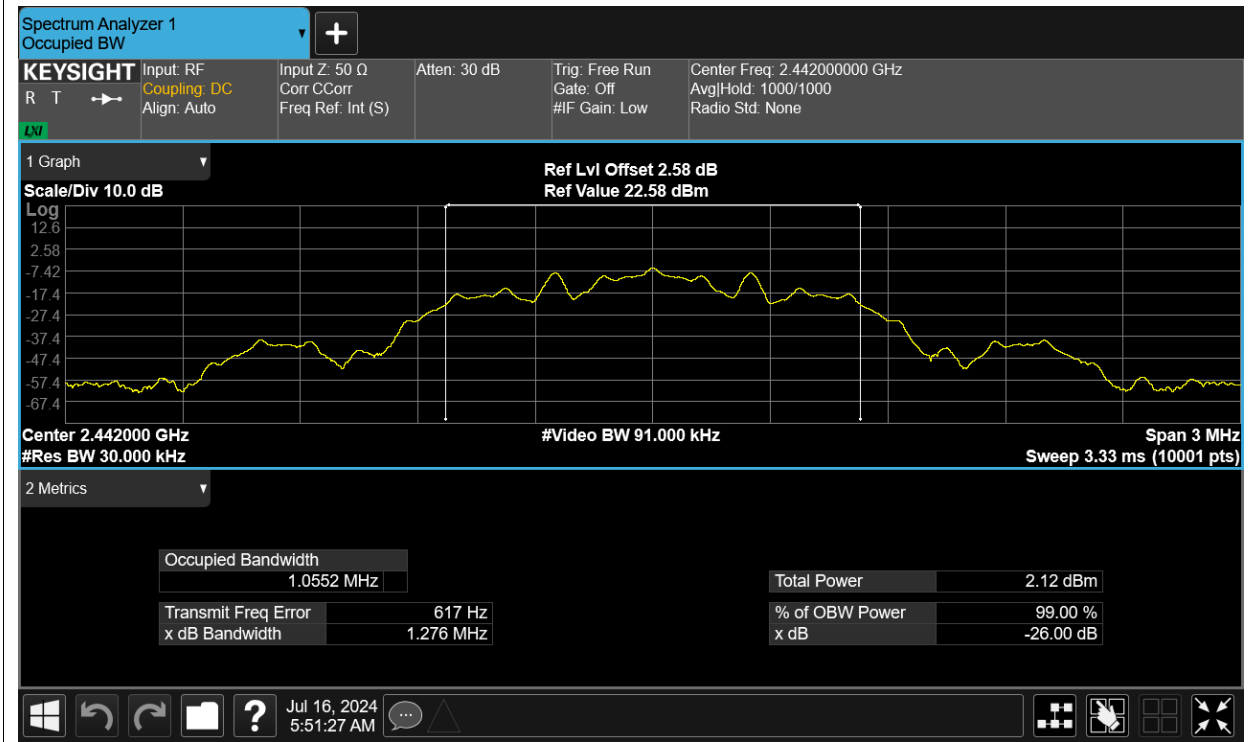 Spectrum Analyzer 1
Occupied BW
KEYSIGHT
R T
LXI
Input: RF
Coupling: DC
Align: Auto
Input Z: 50 Ω
Corr CCorr
Freq Ref: Int (S)
Atten: 30 dB
Trig: Free Run
Gate: Off
#IF Gain: Low
Center Freq: 2.442000000 GHz
Avg|Hold: 1000/1000
Radio Std: None
1 Graph
Scale/Div 10.0 dB
Ref Lvl Offset 2.58 dB
Ref Value 22.58 dBm
Log
12.6
2.58
-7.42
-17.4
-27.4
-37.4
-47.4
-57.4
-67.4
Center 2.442000 GHz
#Video BW 91.000 kHz
Span 3 MHz
#Res BW 30.000 kHz
Sweep 3.33 ms (10001 pts)
2 Metrics
Occupied Bandwidth
1.0552 MHz
Total Power 2.12 dBm
Transmit Freq Error 617 Hz
% of OBW Power 99.00 %
x dB Bandwidth 1.276 MHz
x dB -26.00 dB
?
Jul 16, 2024
5:51:27 AM